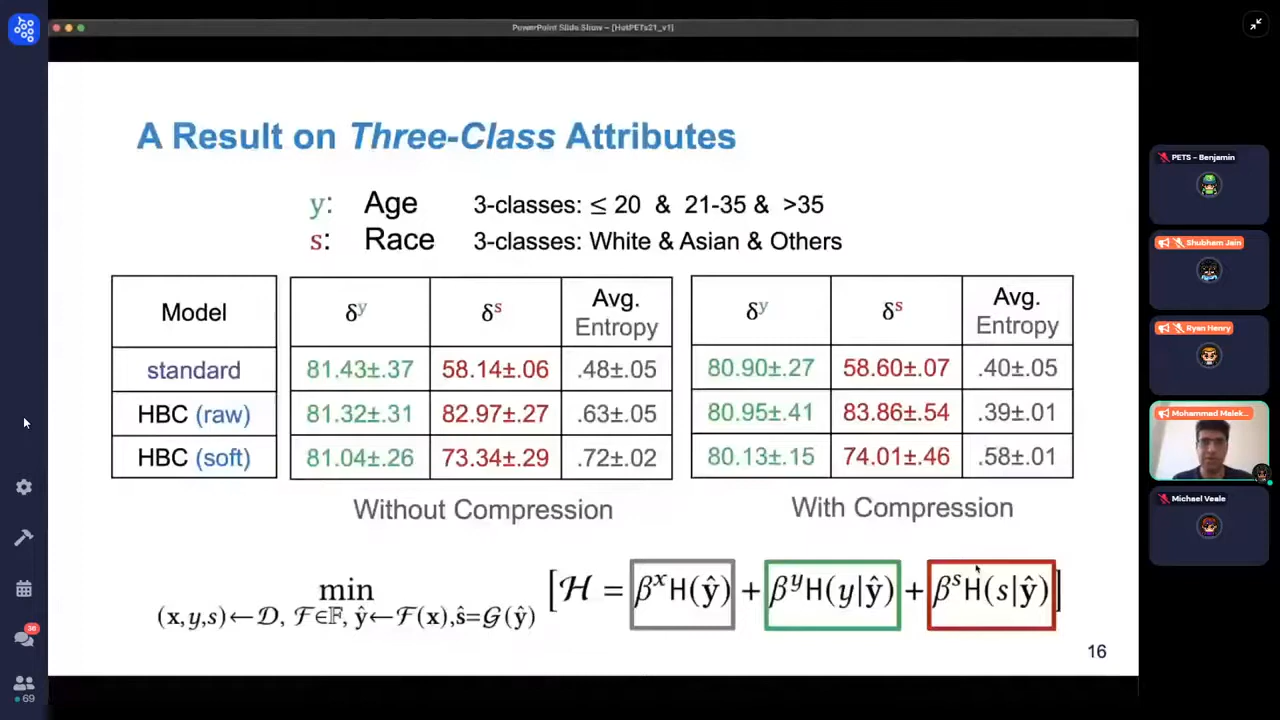 PowerPoint Slide Show - [HotPETs21_v1]
A Result on Three-Class Attributes
y: Age 3-classes: ≤ 20 & 21-35 & >35
s: Race 3-classes: White & Asian & Others
Model δʸ δˢ Avg. Entropy δʸ δˢ Avg. Entropy
standard 81.43±.37 58.14±.06 .48±.05 80.90±.27 58.60±.07 .40±.05
HBC (raw) 81.32±.31 82.97±.27 .63±.05 80.95±.41 83.86±.54 .39±.01
HBC (soft) 81.04±.26 73.34±.29 .72±.02 80.13±.15 74.01±.46 .58±.01
Without Compression With Compression
min [ℋ = βˣH(ŷ) + βʸH(y|ŷ) + βˢH(s|ŷ)]
(x,y,s)←𝒟, ℱ∈𝔽, ŷ←ℱ(x),ŝ=𝒢(ŷ)
16
PETS - Benjamin
Shubham Jain
Ryan Henry
Mohammad Malek...
Michael Veale
69